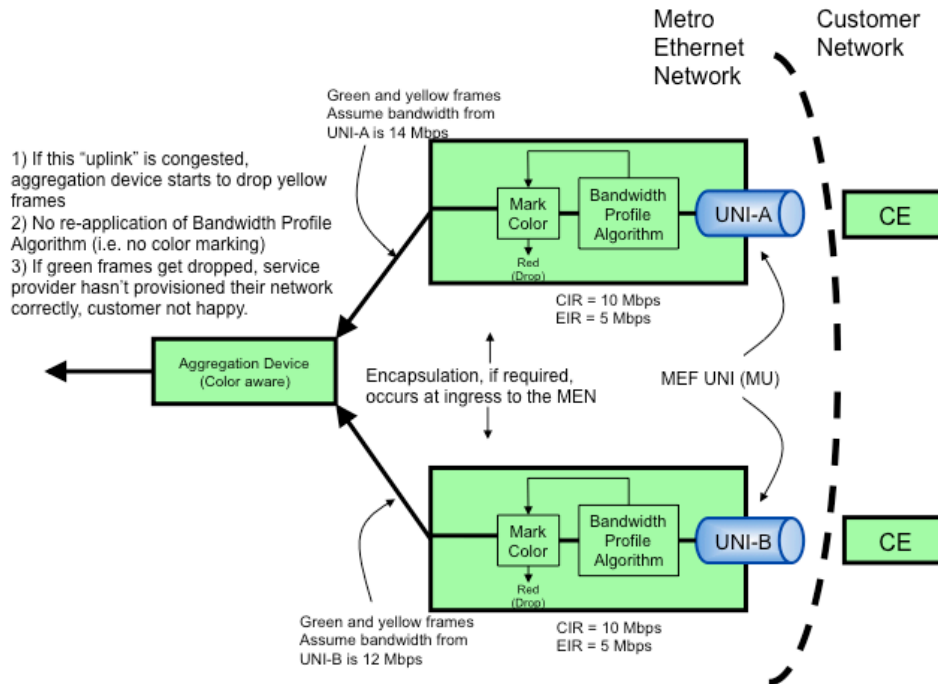 Metro
Ethernet
Network
Customer
Network
Green and yellow frames
Assume bandwidth from
UNI-A is 14 Mbps
1) If this “uplink” is congested,
aggregation device starts to drop yellow
frames
2) No re-application of Bandwidth Profile
Algorithm (i.e. no color marking)
3) If green frames get dropped, service
provider hasn’t provisioned their network
correctly, customer not happy.
Mark
Color
Bandwidth
Profile
Algorithm
UNI-A
CE
Red
(Drop)
CIR = 10 Mbps
EIR = 5 Mbps
Aggregation Device
(Color aware)
Encapsulation, if required,
occurs at ingress to the MEN
MEF UNI (MU)
Mark
Color
Bandwidth
Profile
Algorithm
UNI-B
CE
Red
(Drop)
Green and yellow frames
Assume bandwidth from
UNI-B is 12 Mbps
CIR = 10 Mbps
EIR = 5 Mbps